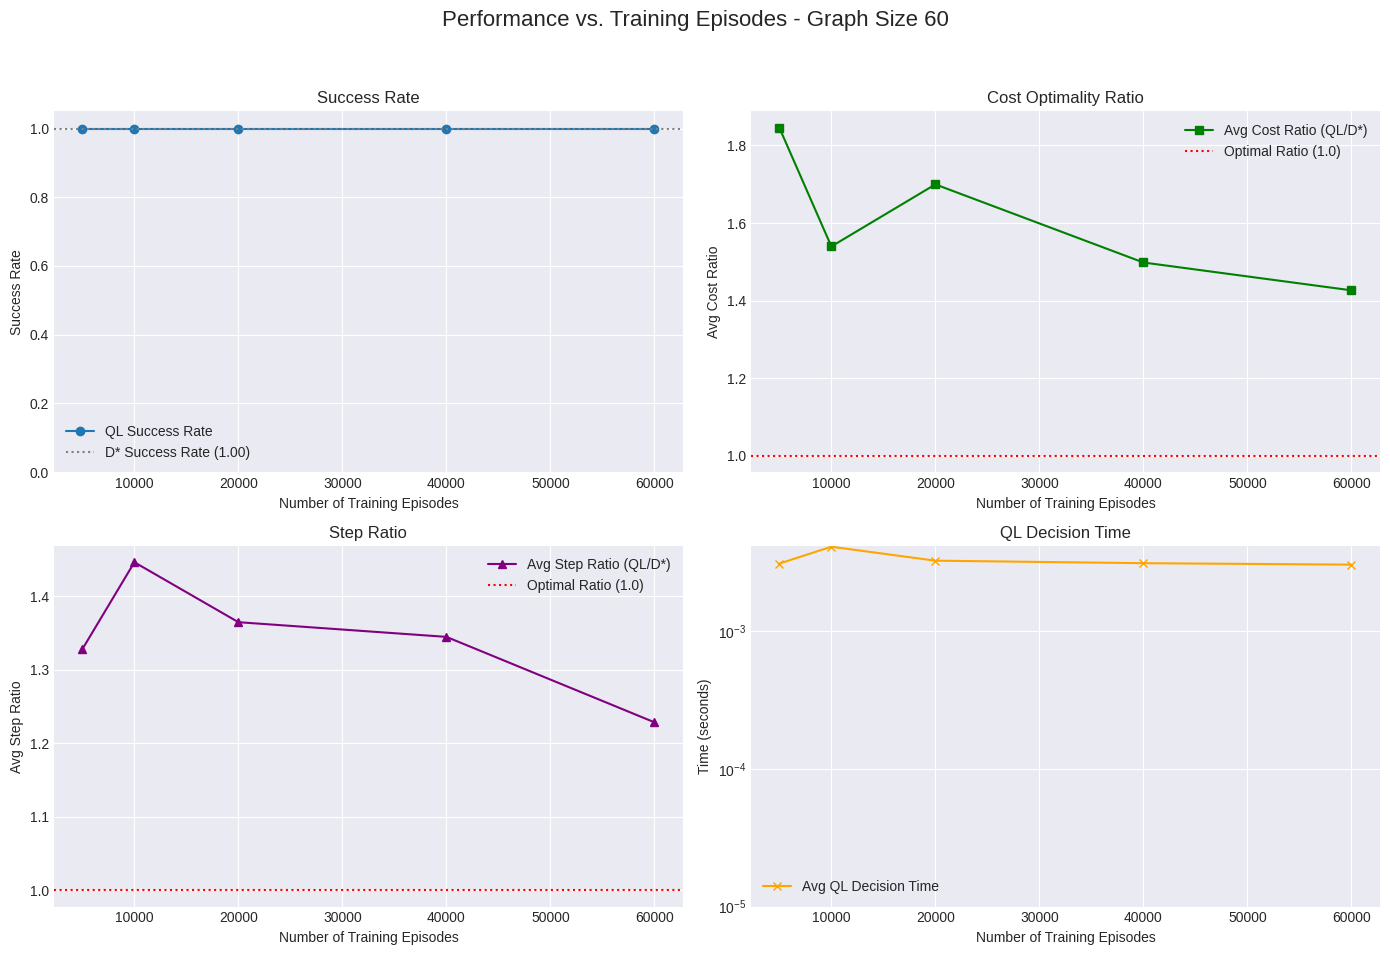 Performance vs. Training Episodes - Graph Size 60
Success Rate
Success Rate
1.0
0.8
0.6
0.4
0.2
0.0
QL Success Rate
D* Success Rate (1.00)
10000 20000 30000 40000 50000 60000
Number of Training Episodes
Cost Optimality Ratio
Avg Cost Ratio
1.8
1.6
1.4
1.2
1.0
Avg Cost Ratio (QL/D*)
Optimal Ratio (1.0)
10000 20000 30000 40000 50000 60000
Number of Training Episodes
Step Ratio
Avg Step Ratio
1.4
1.3
1.2
1.1
1.0
Avg Step Ratio (QL/D*)
Optimal Ratio (1.0)
10000 20000 30000 40000 50000 60000
Number of Training Episodes
QL Decision Time
Time (seconds)
10⁻³
10⁻⁴
10⁻⁵
Avg QL Decision Time
10000 20000 30000 40000 50000 60000
Number of Training Episodes